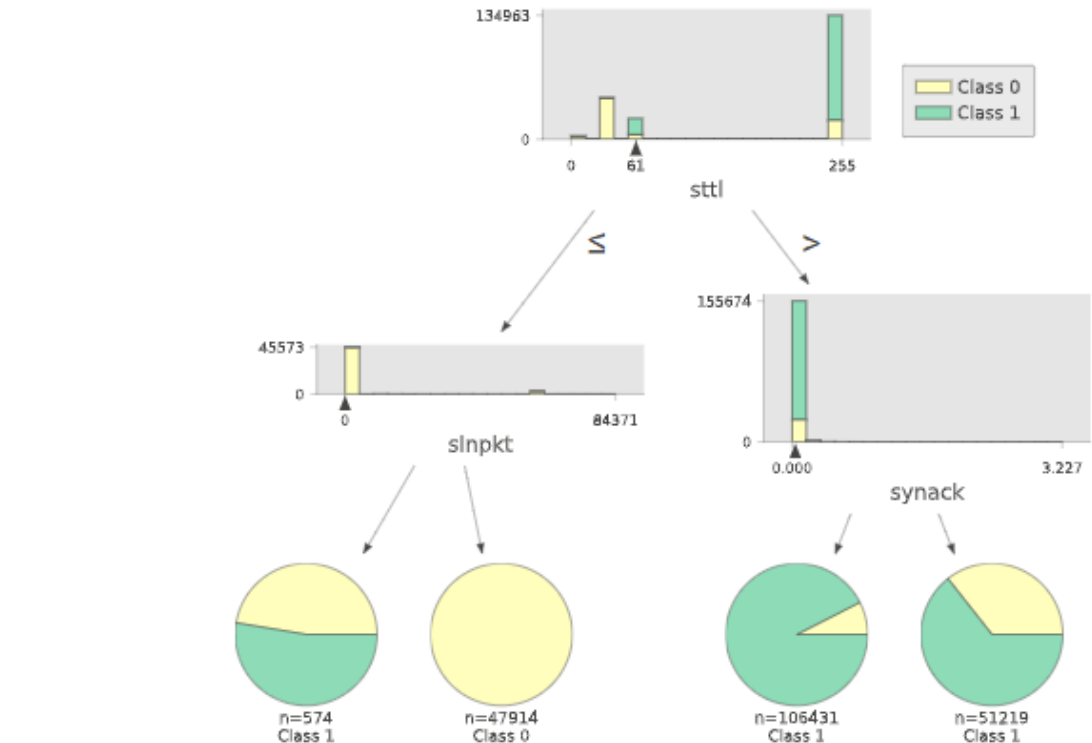 134963
0
0 61 255
sttl
Class 0
Class 1
≤ >
45573
0
0 84371
slnpkt
155674
0
0.000 3.227
synack
n=574
Class 1
n=47914
Class 0
n=106431
Class 1
n=51219
Class 1